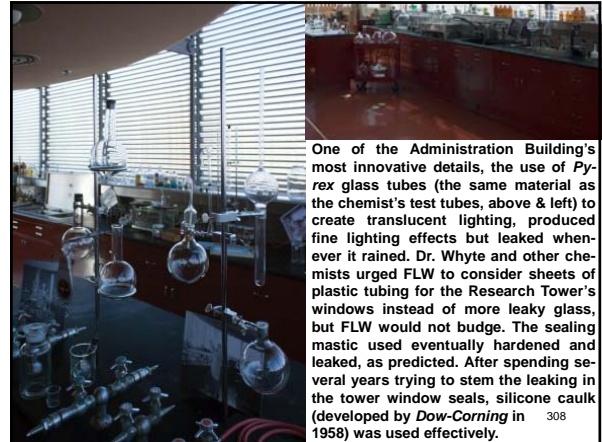 One of the Administration Building's
most innovative details, the use of Py-
rex glass tubes (the same material as
the chemist's test tubes, above & left) to
create translucent lighting, produced
fine lighting effects but leaked when-
ever it rained. Dr. Whyte and other che-
mists urged FLW to consider sheets of
plastic tubing for the Research Tower's
windows instead of more leaky glass,
but FLW would not budge. The sealing
mastic used eventually hardened and
leaked, as predicted. After spending se-
veral years trying to stem the leaking in
the tower window seals, silicone caulk
(developed by Dow-Corning in 308
1958) was used effectively.